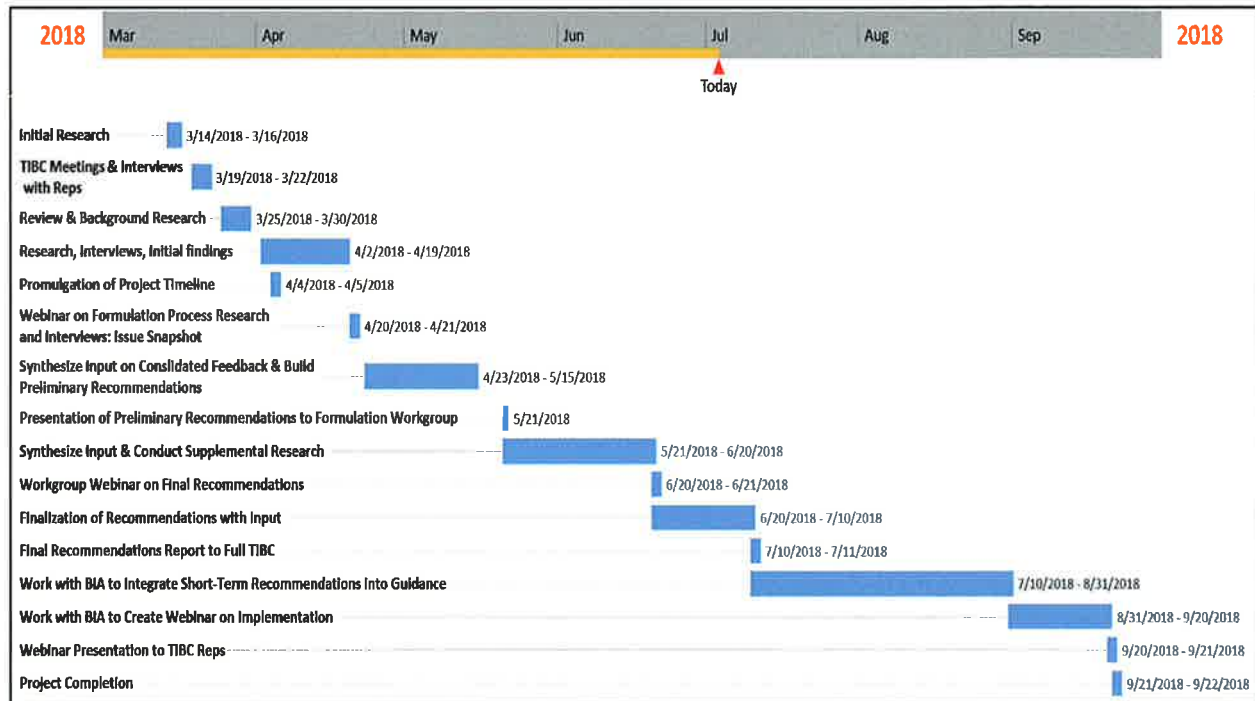 2018 Mar Apr May Jun Jul Aug Sep 2018
Today
Initial Research 3/14/2018 - 3/16/2018
TIBC Meetings & Interviews
with Reps 3/19/2018 - 3/22/2018
Review & Background Research 3/25/2018 - 3/30/2018
Research, Interviews, Initial findings 4/2/2018 - 4/19/2018
Promulgation of Project Timeline 4/4/2018 - 4/5/2018
Webinar on Formulation Process Research
and Interviews: Issue Snapshot 4/20/2018 - 4/21/2018
Synthesize Input on Conslidated Feedback & Build
Preliminary Recommendations 4/23/2018 - 5/15/2018
Presentation of Preliminary Recommendations to Formulation Workgroup 5/21/2018
Synthesize Input & Conduct Supplemental Research 5/21/2018 - 6/20/2018
Workgroup Webinar on Final Recommendations 6/20/2018 - 6/21/2018
Finalization of Recommendations with Input 6/20/2018 - 7/10/2018
Final Recommendations Report to Full TIBC 7/10/2018 - 7/11/2018
Work with BIA to Integrate Short-Term Recommendations Into Guidance 7/10/2018 - 8/31/2018
Work with BIA to Create Webinar on Implementation 8/31/2018 - 9/20/2018
Webinar Presentation to TIBC Reps 9/20/2018 - 9/21/2018
Project Completion 9/21/2018 - 9/22/2018